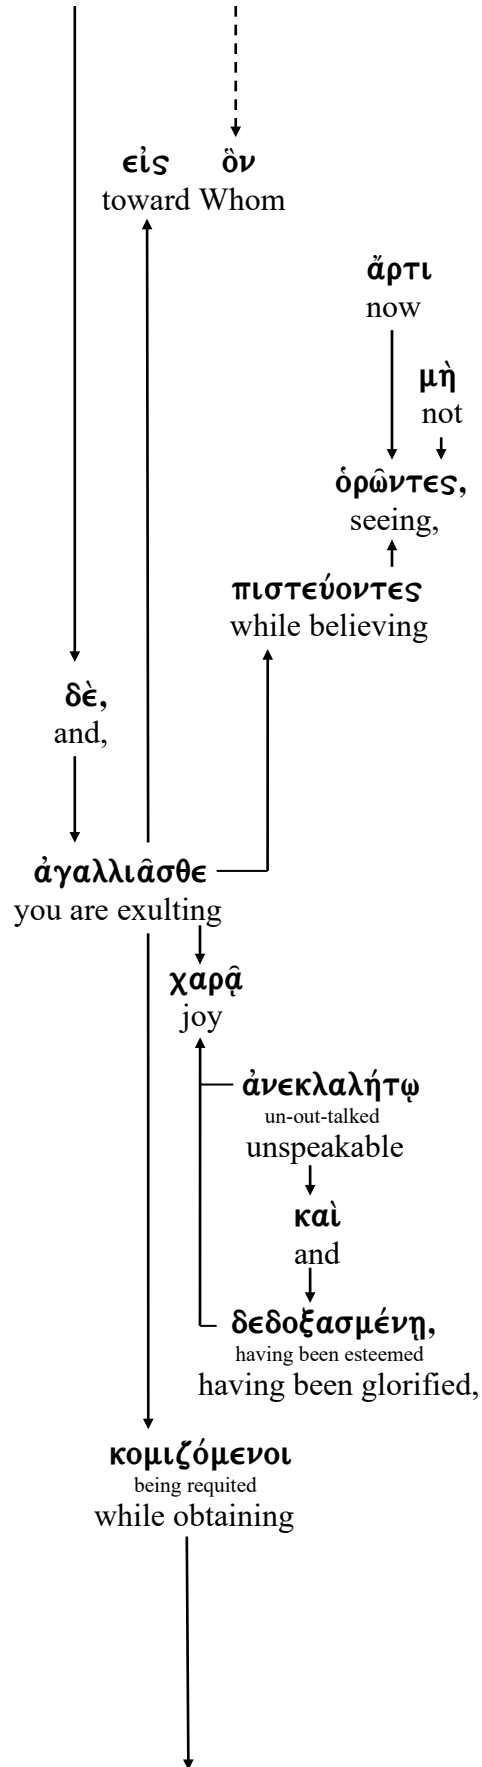 εἰς ὃν
toward Whom
ἄρτι
now
μὴ
not
ὁρῶντες,
seeing,
πιστεύοντες
while believing
δὲ,
and,
ἀγαλλιᾶσθε
you are exulting
χαρᾷ
joy
ἀνεκλαλήτῳ
un-out-talked
unspeakable
καὶ
and
δεδοξασμένῃ,
having been esteemed
having been glorified,
κομιζόμενοι
being requited
while obtaining